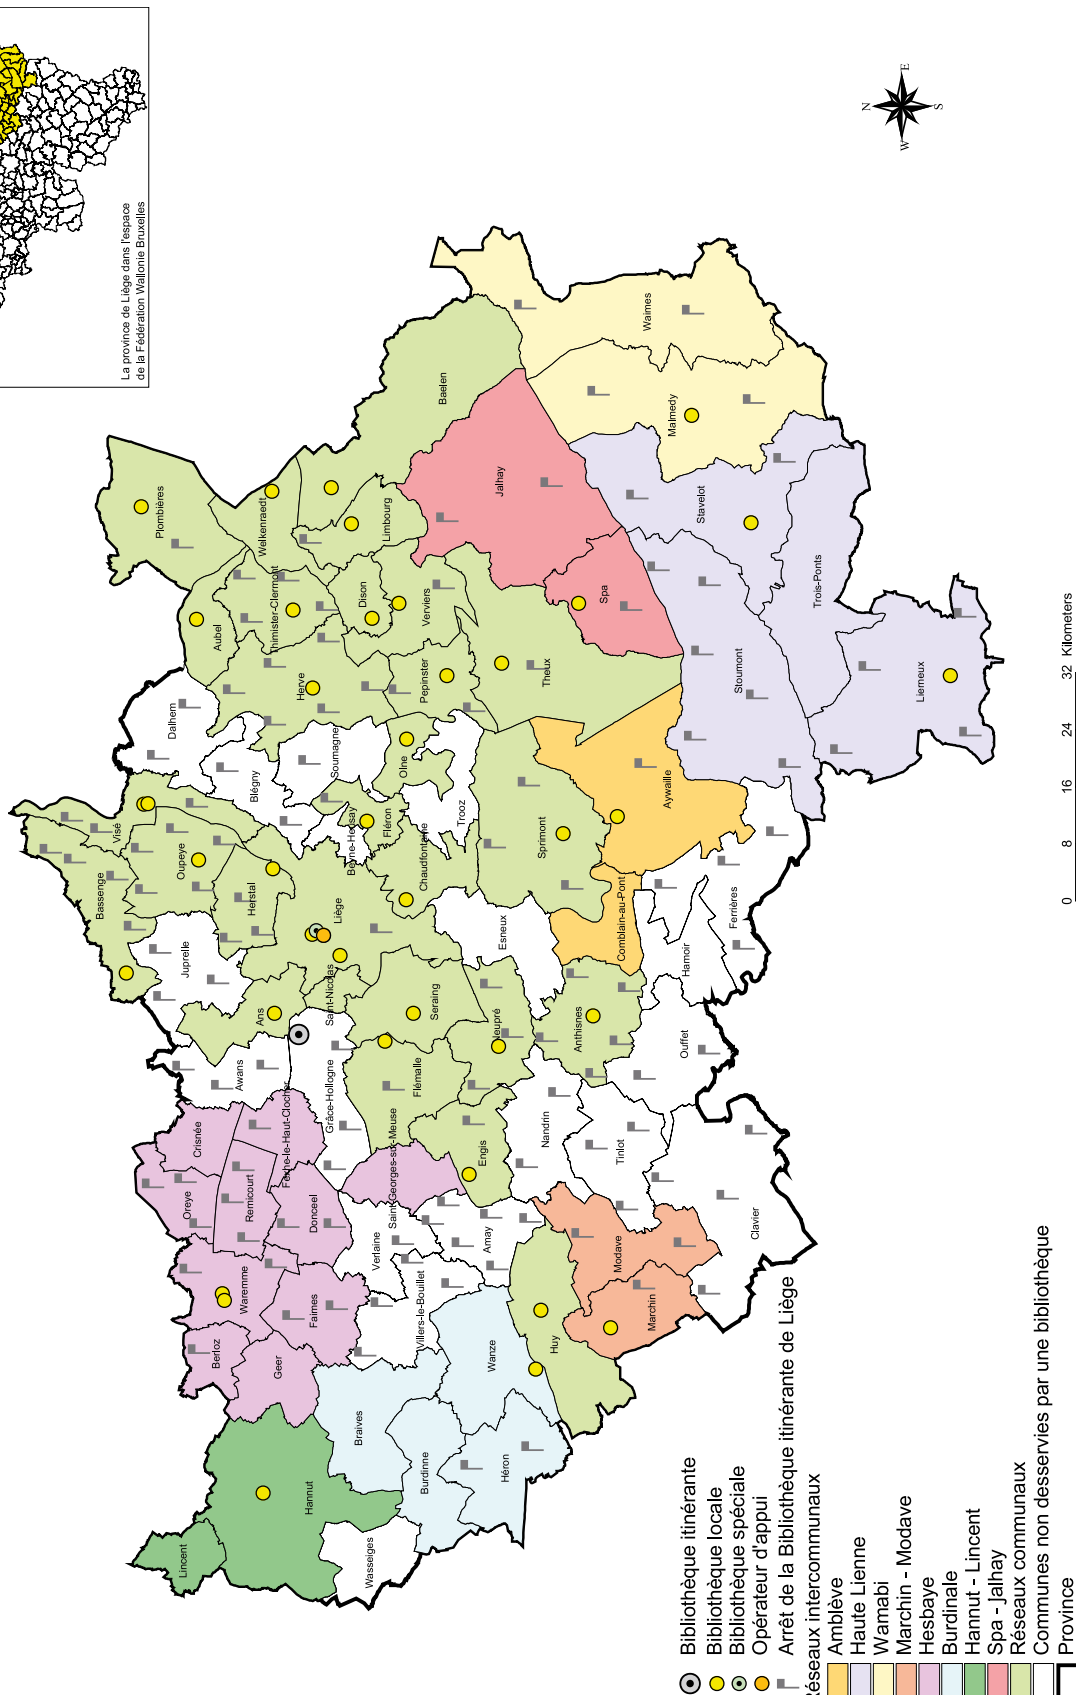 La province de Liège dans l'espace
de la Fédération Wallonie Bruxelles
N
E
S
W
Lincent
Hannut
Wasseiges
Berloz
Geer
Waremme
Faimes
Oreye
Crisnée
Remicourt
Donceel
Fexhe-le-Haut-Clocher
Braives
Burdinne
Héron
Wanze
Villers-le-Bouillet
Verlaine
Saint-Georges-sur-Meuse
Amay
Huy
Marchin
Modave
Clavier
Tinlot
Nandrin
Engis
Awans
Grâce-Hollogne
Flémalle
Ans
Saint-Nicolas
Seraing
Neupré
Anthisnes
Ouffet
Juprelle
Bassenge
Oupeye
Visé
Herstal
Liège
Esneux
Comblain-au-Pont
Hamoir
Ferrières
Chaudfontaine
Beyne-Heusay
Fléron
Trooz
Sprimont
Aywaille
Dalhem
Blégny
Soumagne
Olne
Herve
Pepinster
Theux
Aubel
Thimister-Clermont
Dison
Verviers
Plombières
Welkenraedt
Limbourg
Baelen
Jalhay
Spa
Stoumont
Stavelot
Trois-Ponts
Lierneux
Malmedy
Waimes
0 8 16 24 32 Kilometers
Bibliothèque itinérante
Bibliothèque locale
Bibliothèque spéciale
Opérateur d'appui
Arrêt de la Bibliothèque itinérante de Liège
Réseaux intercommunaux
Amblève
Haute Lienne
Wamabi
Marchin - Modave
Hesbaye
Burdinale
Hannut - Lincent
Spa - Jalhay
Réseaux communaux
Communes non desservies par une bibliothèque
Province